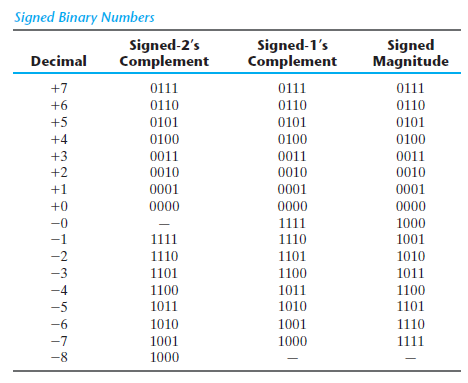 Signed Binary Numbers
Decimal Signed-2's Complement Signed-1's Complement Signed Magnitude
+7 0111 0111 0111
+6 0110 0110 0110
+5 0101 0101 0101
+4 0100 0100 0100
+3 0011 0011 0011
+2 0010 0010 0010
+1 0001 0001 0001
+0 0000 0000 0000
−0 — 1111 1000
−1 1111 1110 1001
−2 1110 1101 1010
−3 1101 1100 1011
−4 1100 1011 1100
−5 1011 1010 1101
−6 1010 1001 1110
−7 1001 1000 1111
−8 1000 — —